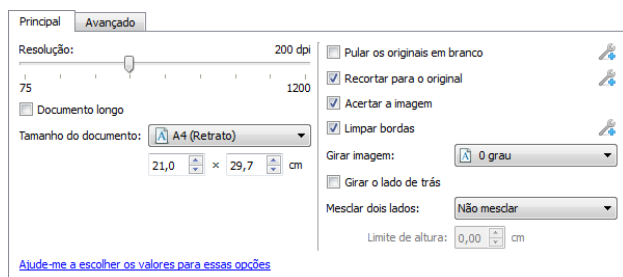 Principal Avançado
Resolução: 200 dpi
75 1200
Documento longo
Tamanho do documento: A4 (Retrato)
21,0 × 29,7 cm
Ajude-me a escolher os valores para essas opções
Pular os originais em branco
Recortar para o original
Acertar a imagem
Limpar bordas
Girar imagem: 0 grau
Girar o lado de trás
Mesclar dois lados: Não mesclar
Limite de altura: 0,00 cm